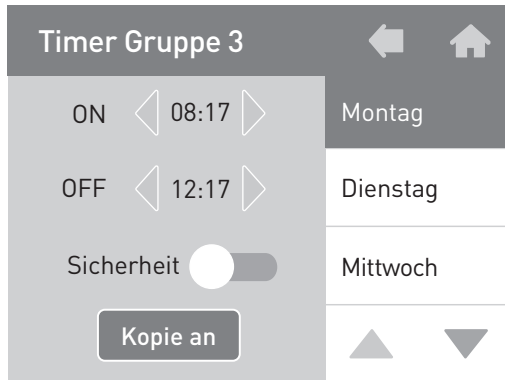 Timer Gruppe 3
ON 08:17
OFF 12:17
Sicherheit
Kopie an
Montag
Dienstag
Mittwoch